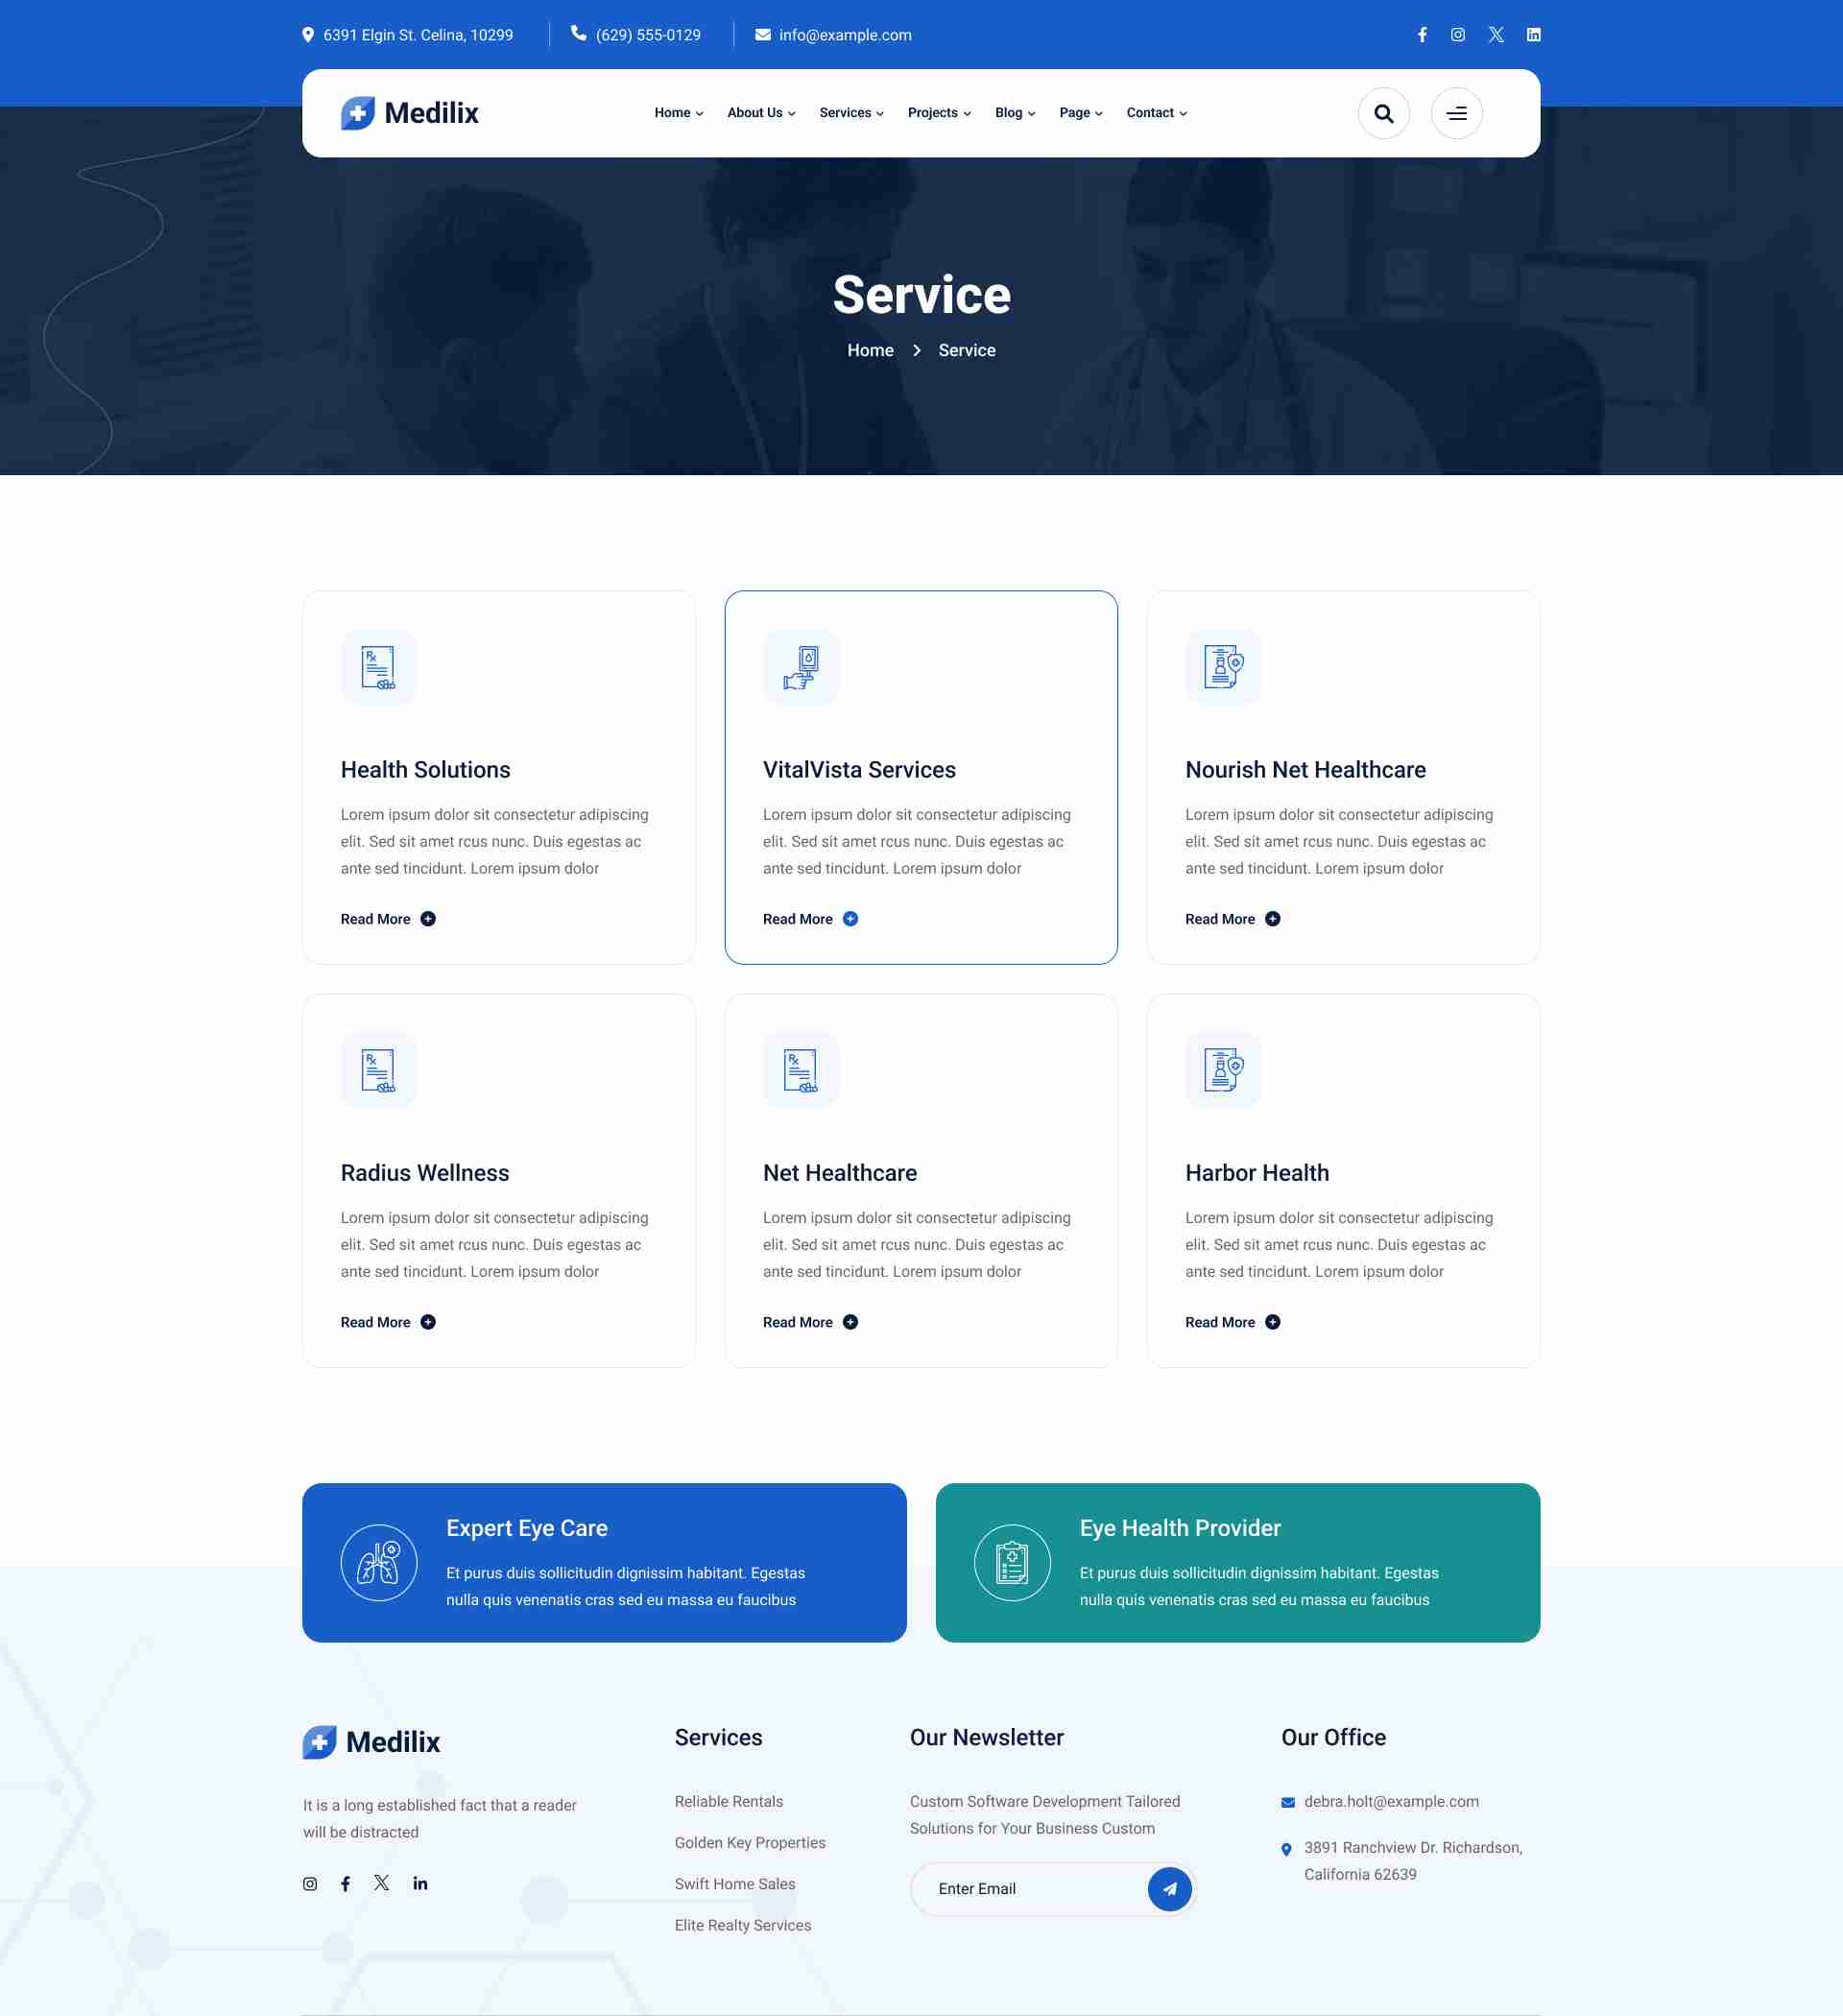 6391 Elgin St. Celina, 10299
(629) 555-0129
info@example.com
Medilix
Home
About Us
Services
Projects
Blog
Page
Contact
Service
Home
Service
Health Solutions
Lorem ipsum dolor sit consectetur adipiscing
elit. Sed sit amet rcus nunc. Duis egestas ac
ante sed tincidunt. Lorem ipsum dolor
Read More
VitalVista Services
Lorem ipsum dolor sit consectetur adipiscing
elit. Sed sit amet rcus nunc. Duis egestas ac
ante sed tincidunt. Lorem ipsum dolor
Read More
Nourish Net Healthcare
Lorem ipsum dolor sit consectetur adipiscing
elit. Sed sit amet rcus nunc. Duis egestas ac
ante sed tincidunt. Lorem ipsum dolor
Read More
Radius Wellness
Lorem ipsum dolor sit consectetur adipiscing
elit. Sed sit amet rcus nunc. Duis egestas ac
ante sed tincidunt. Lorem ipsum dolor
Read More
Net Healthcare
Lorem ipsum dolor sit consectetur adipiscing
elit. Sed sit amet rcus nunc. Duis egestas ac
ante sed tincidunt. Lorem ipsum dolor
Read More
Harbor Health
Lorem ipsum dolor sit consectetur adipiscing
elit. Sed sit amet rcus nunc. Duis egestas ac
ante sed tincidunt. Lorem ipsum dolor
Read More
Expert Eye Care
Et purus duis sollicitudin dignissim habitant. Egestas
nulla quis venenatis cras sed eu massa eu faucibus
Eye Health Provider
Et purus duis sollicitudin dignissim habitant. Egestas
nulla quis venenatis cras sed eu massa eu faucibus
Medilix
It is a long established fact that a reader
will be distracted
Services
Reliable Rentals
Golden Key Properties
Swift Home Sales
Elite Realty Services
Our Newsletter
Custom Software Development Tailored
Solutions for Your Business Custom
Enter Email
Our Office
debra.holt@example.com
3891 Ranchview Dr. Richardson,
California 62639